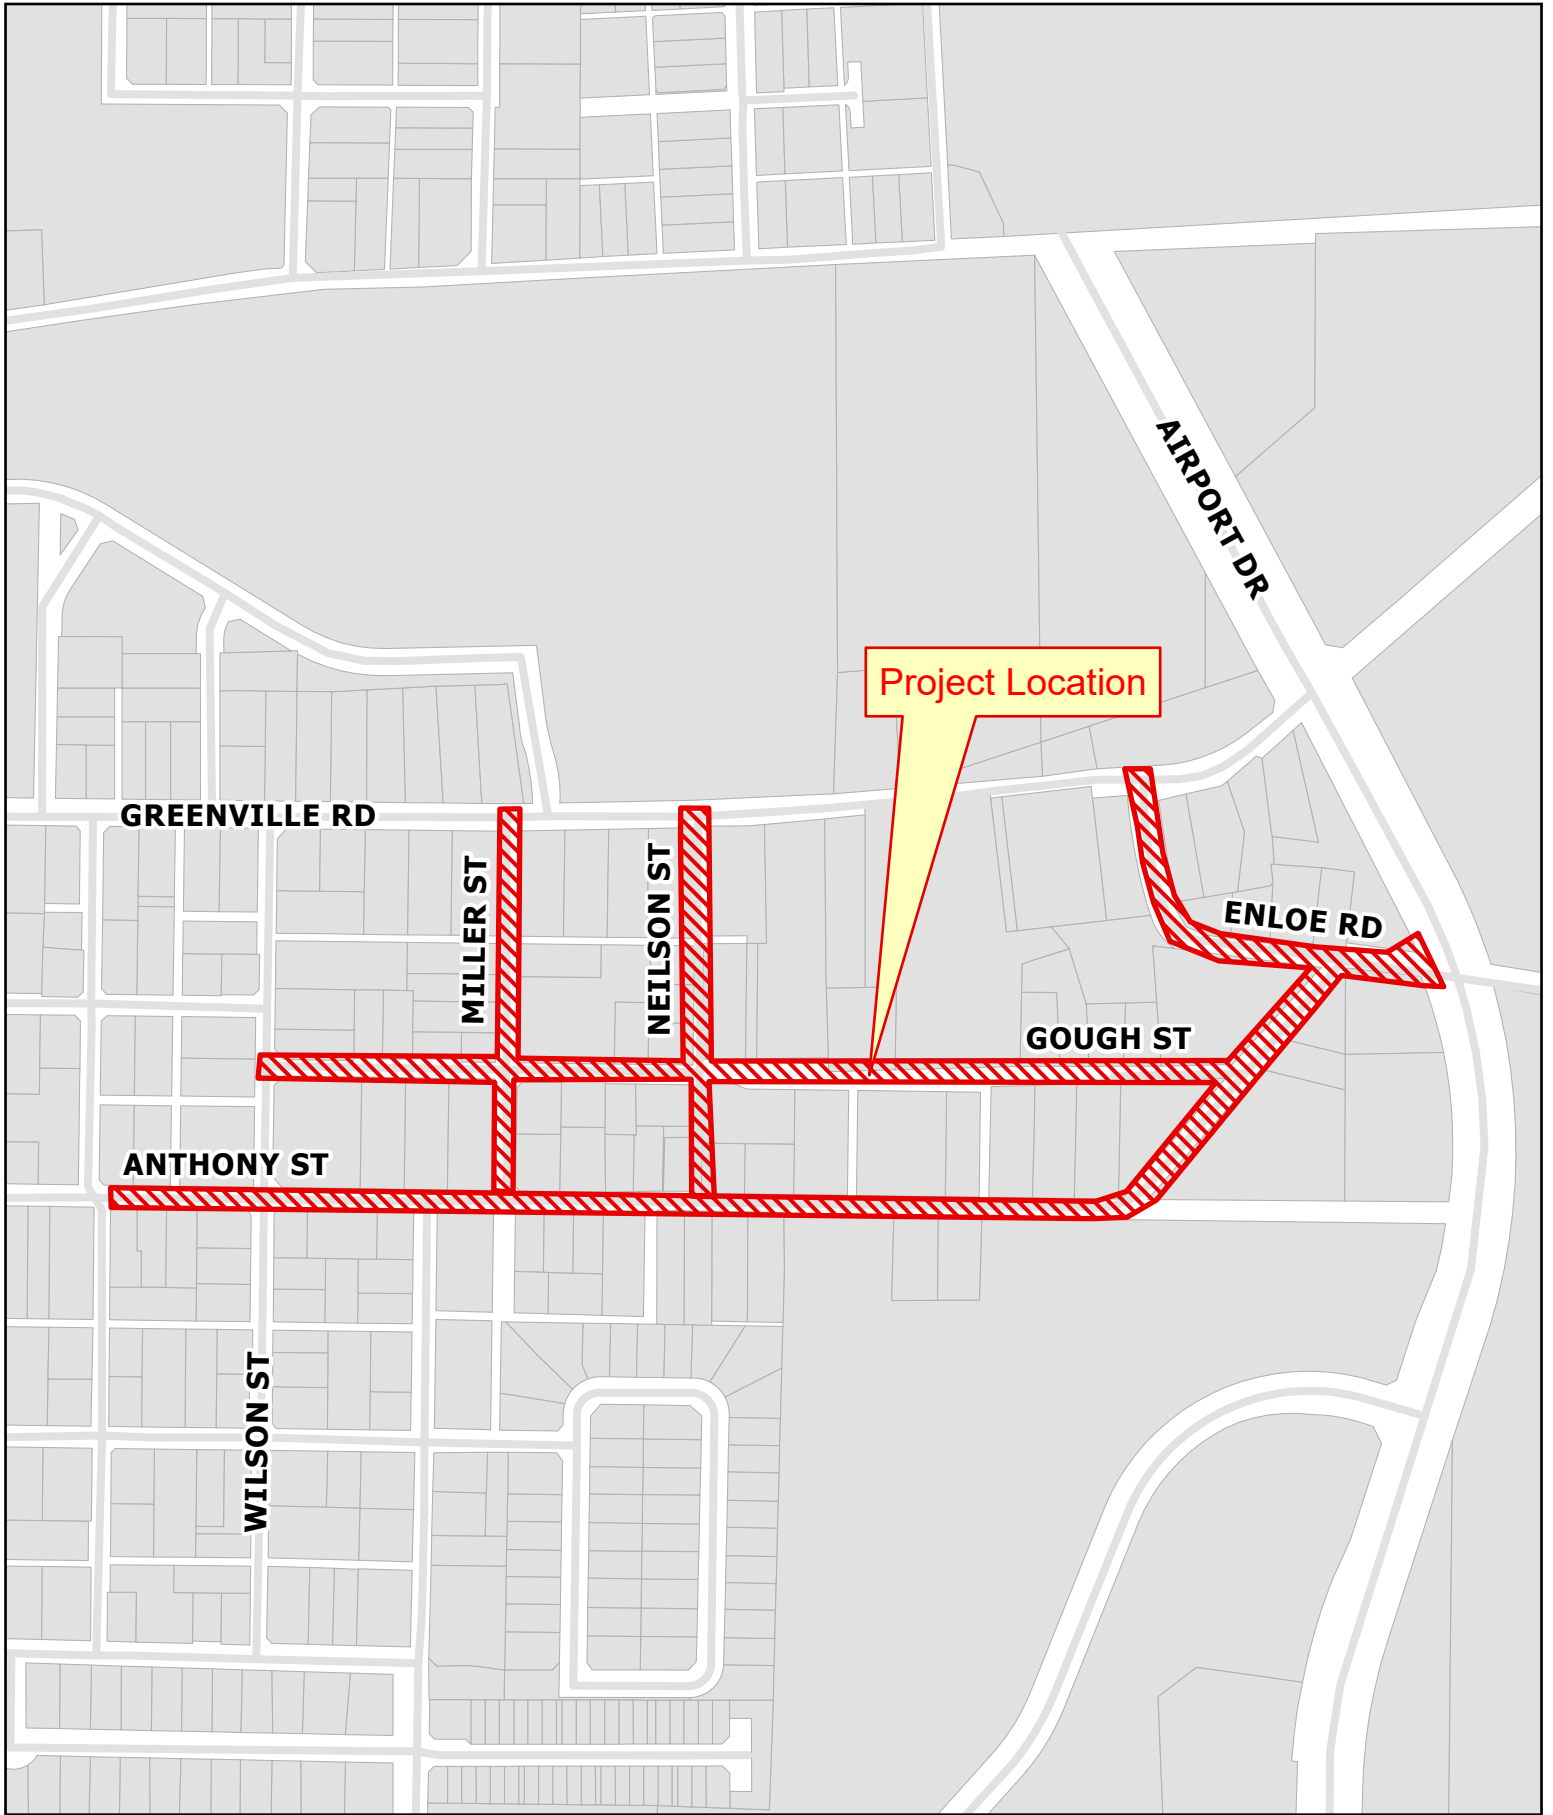 AIRPORT DR
Project Location
GREENVILLE RD
MILLER ST
NEILSON ST
ENLOE RD
GOUGH ST
ANTHONY ST
WILSON ST